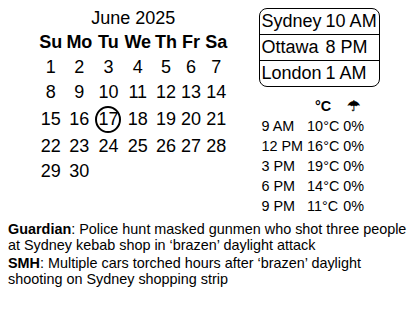 June 2025
Su Mo Tu We Th Fr Sa
1 2 3 4 5 6 7
8 9 10 11 12 13 14
15 16 17 18 19 20 21
22 23 24 25 26 27 28
29 30
Sydney 10 AM
Ottawa 8 PM
London 1 AM
°C ☂
9 AM 10°C 0%
12 PM 16°C 0%
3 PM 19°C 0%
6 PM 14°C 0%
9 PM 11°C 0%
Guardian: Police hunt masked gunmen who shot three people
at Sydney kebab shop in ‘brazen’ daylight attack
SMH: Multiple cars torched hours after ‘brazen’ daylight
shooting on Sydney shopping strip